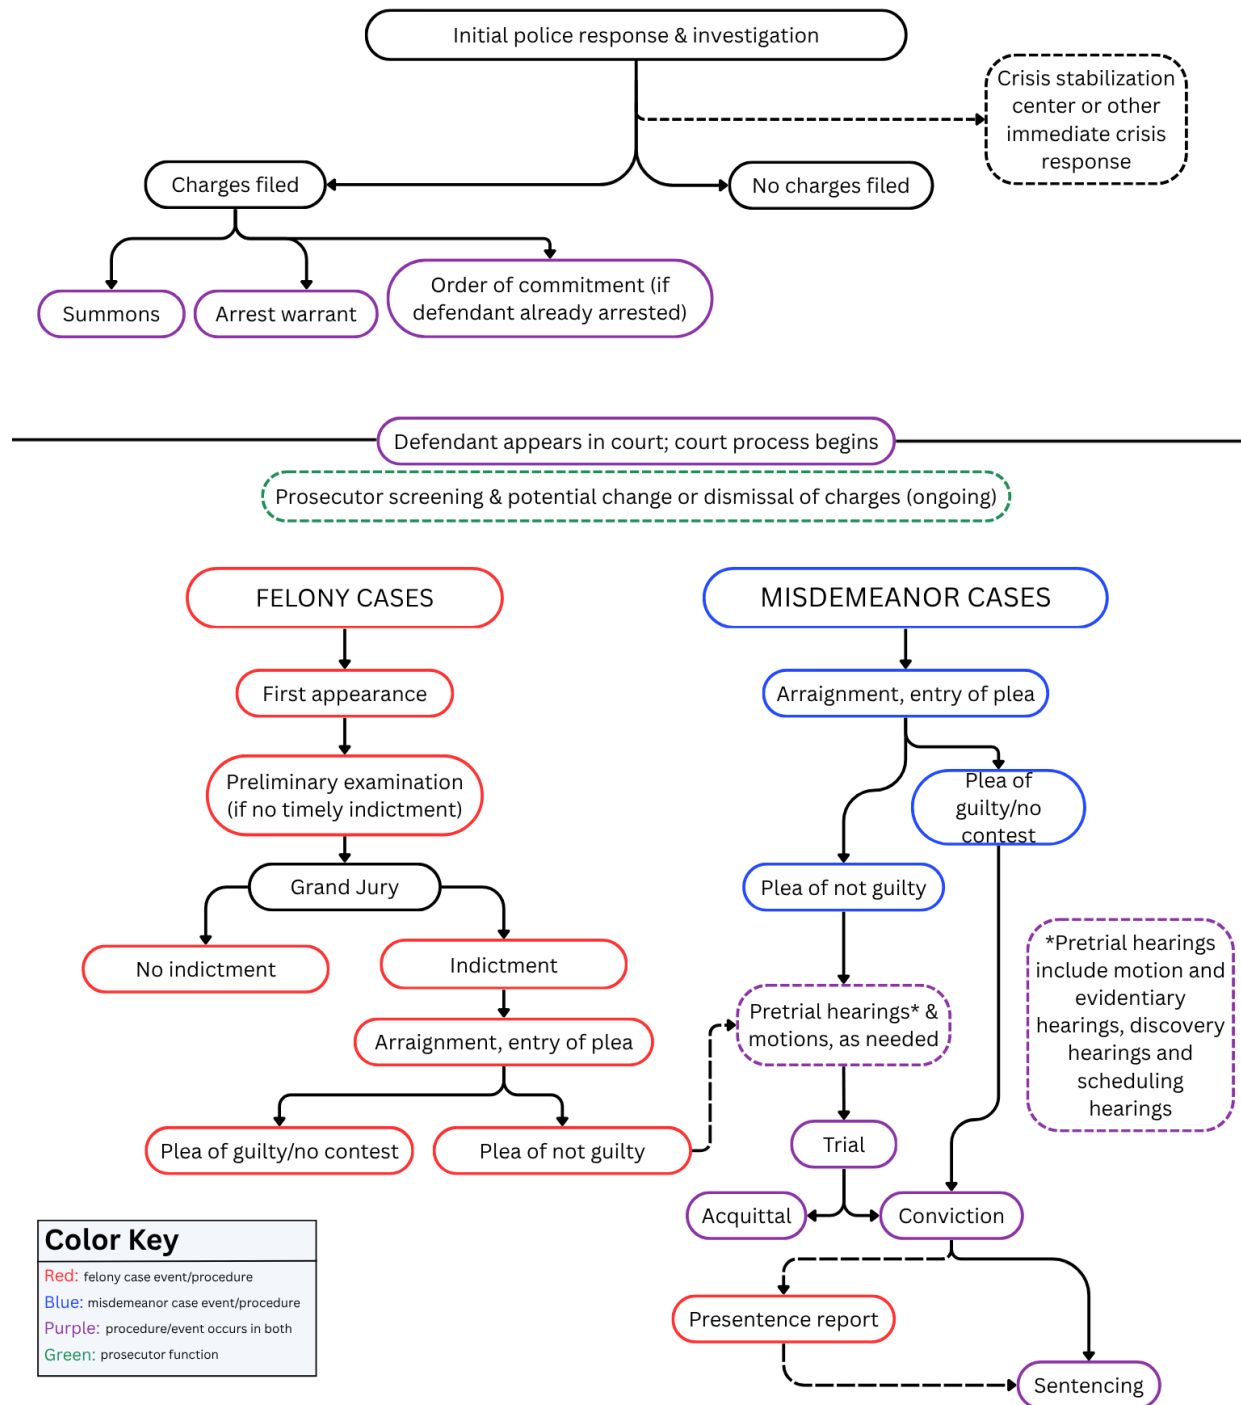 Initial police response & investigation
Crisis stabilization
center or other
immediate crisis
response
Charges filed
No charges filed
Summons
Arrest warrant
Order of commitment (if
defendant already arrested)
Defendant appears in court; court process begins
Prosecutor screening & potential change or dismissal of charges (ongoing)
FELONY CASES
MISDEMEANOR CASES
First appearance
Arraignment, entry of plea
Preliminary examination
(if no timely indictment)
Plea of
guilty/no
contest
Grand Jury
Plea of not guilty
No indictment
Indictment
*Pretrial hearings
include motion and
evidentiary
hearings, discovery
hearings and
scheduling
hearings
Pretrial hearings* &
motions, as needed
Arraignment, entry of plea
Plea of guilty/no contest
Plea of not guilty
Trial
Acquittal
Conviction
Color Key
Red: felony case event/procedure
Blue: misdemeanor case event/procedure
Purple: procedure/event occurs in both
Green: prosecutor function
Presentence report
Sentencing